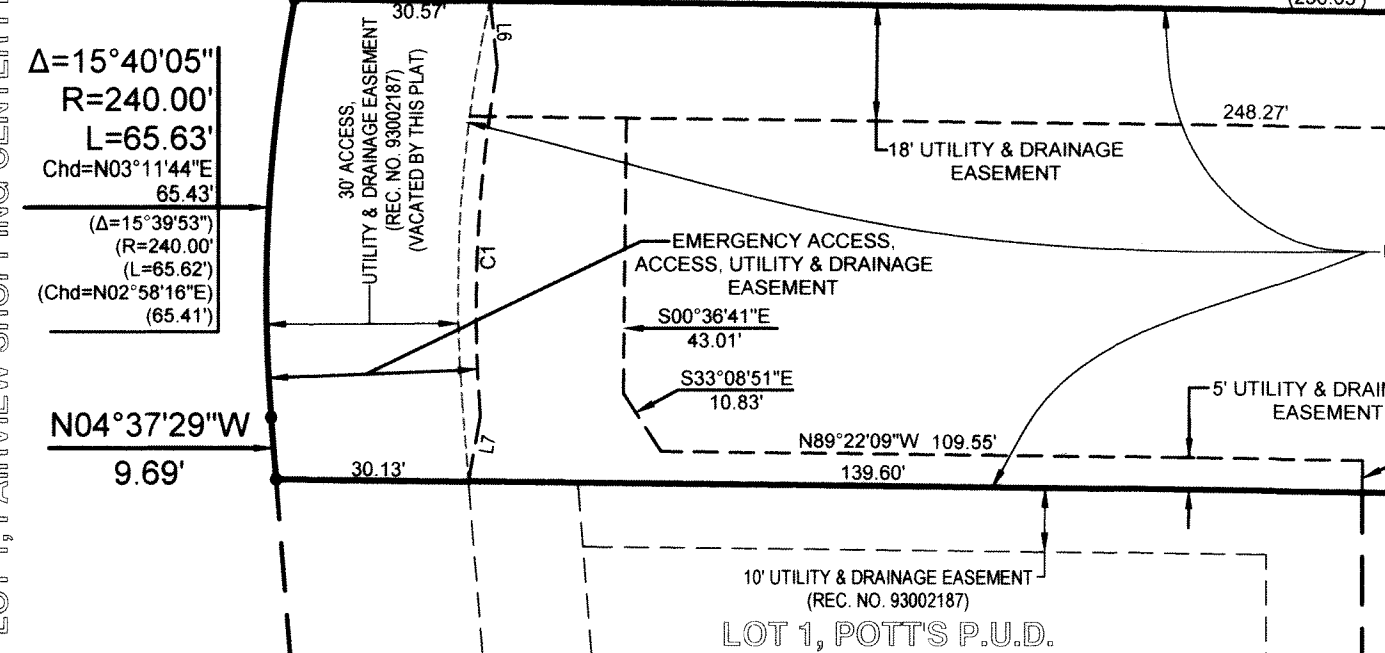 30.57'
L6
Δ=15°40'05"
R=240.00'
L=65.63'
Chd=N03°11'44"E
65.43'
(Δ=15°39'53")
(R=240.00'
(L=65.62')
(Chd=N02°58'16"E)
(65.41')
30' ACCESS,
UTILITY & DRAINAGE EASEMENT
(REC. NO. 93002187)
(VACATED BY THIS PLAT)
248.27'
18' UTILITY & DRAINAGE
EASEMENT
C1
EMERGENCY ACCESS,
ACCESS, UTILITY & DRAINAGE
EASEMENT
S00°36'41"E
43.01'
S33°08'51"E
10.83'
5' UTILITY & DRAI
EASEMENT
N04°37'29"W
9.69'
L7
N89°22'09"W 109.55'
30.13'
139.60'
10' UTILITY & DRAINAGE EASEMENT
(REC. NO. 93002187)
LOT 1, POTT'S P.U.D.